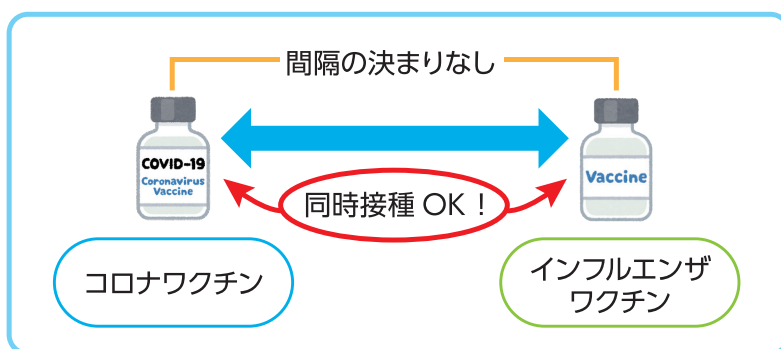 間隔の決まりなし
COVID-19
Coronavirus
Vaccine
Vaccine
同時接種 OK！
コロナワクチン
インフルエンザ
ワクチン